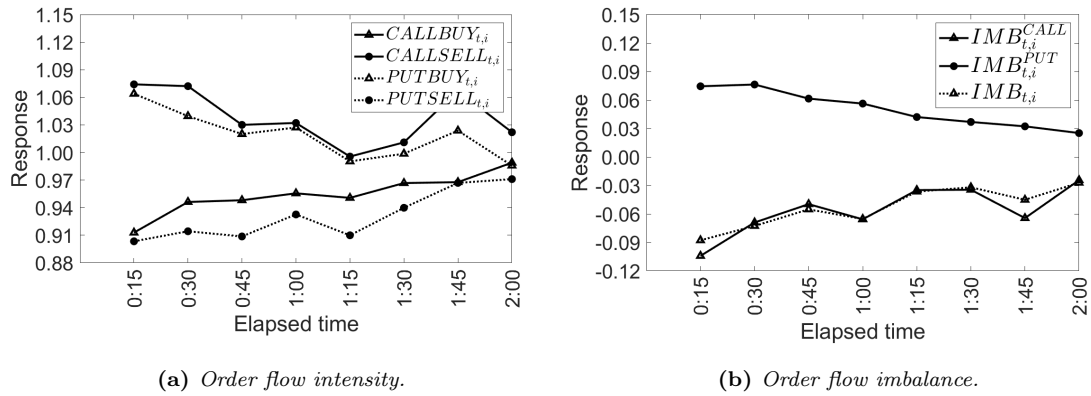 1.15
1.12
1.09
1.06
1.03
1.00
0.97
0.94
0.91
0.88
Response
CALLBUY_{t,i}
CALLSELL_{t,i}
PUTBUY_{t,i}
PUTSELL_{t,i}
0:15 0:30 0:45 1:00 1:15 1:30 1:45 2:00
Elapsed time
(a) Order flow intensity.
0.15
0.12
0.09
0.06
0.03
0.00
-0.03
-0.06
-0.09
-0.12
Response
IMB^{CALL}_{t,i}
IMB^{PUT}_{t,i}
IMB_{t,i}
0:15 0:30 0:45 1:00 1:15 1:30 1:45 2:00
Elapsed time
(b) Order flow imbalance.